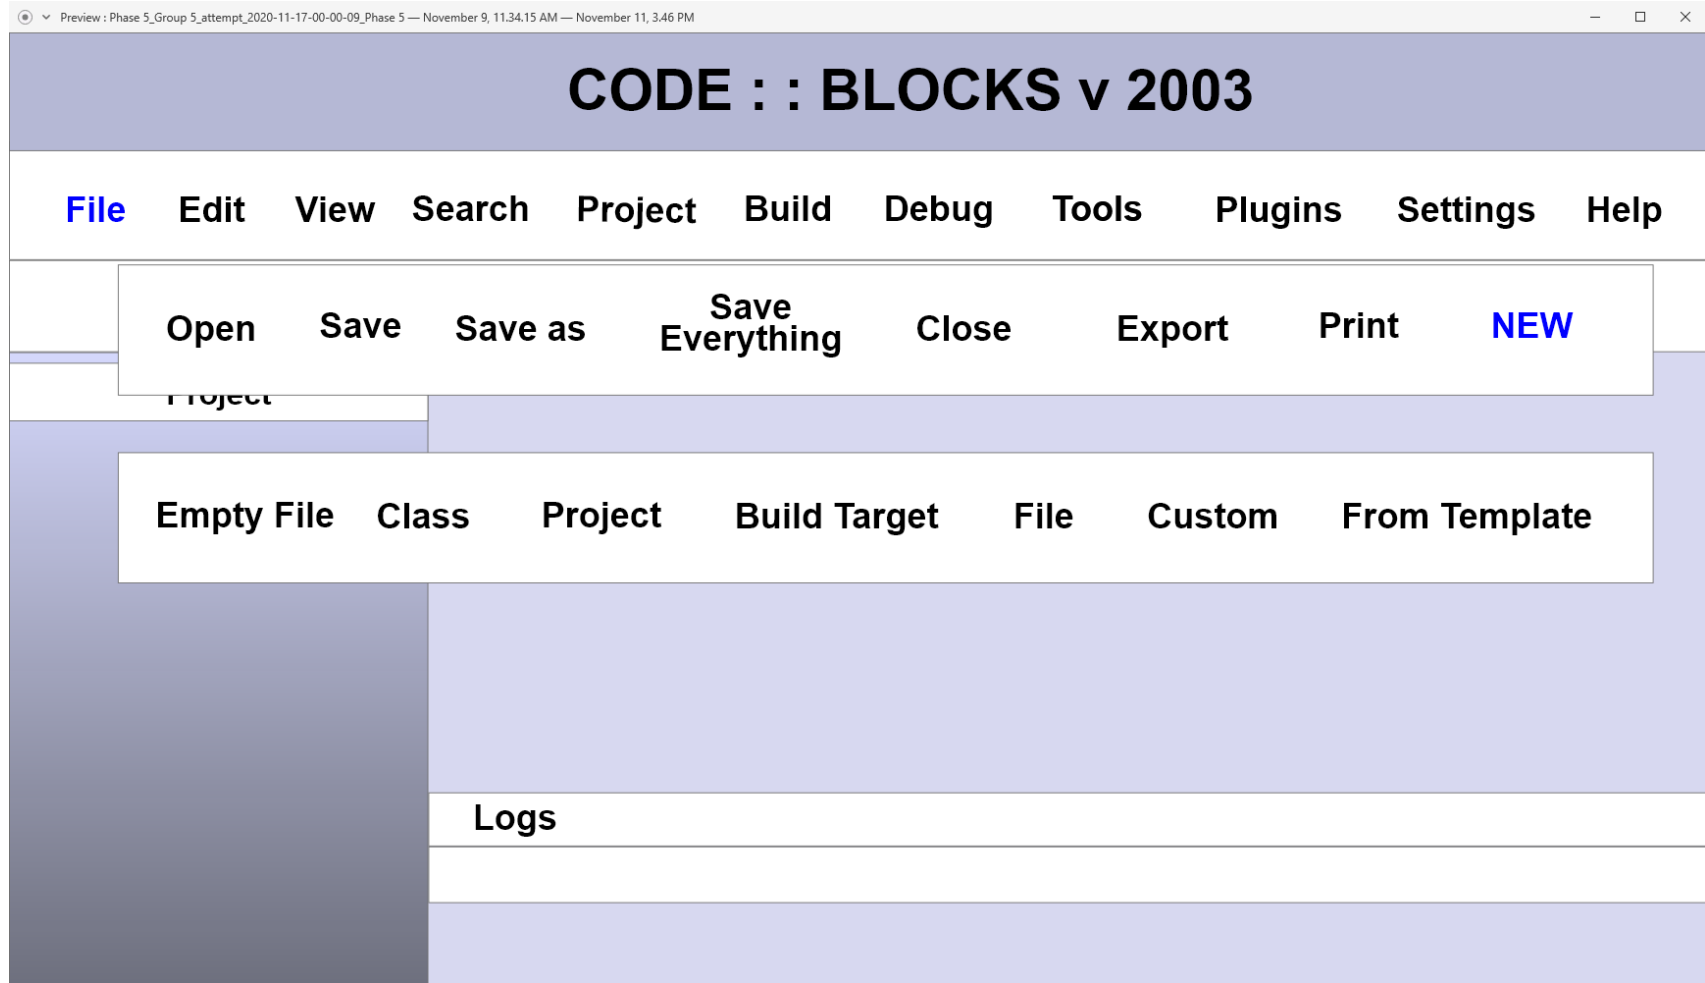 Preview : Phase 5_Group 5_attempt_2020-11-17-00-00-09_Phase 5 — November 9, 11.34.15 AM — November 11, 3.46 PM
CODE : : BLOCKS v 2003
File Edit View Search Project Build Debug Tools Plugins Settings Help
Open Save Save as Save Everything Close Export Print NEW
Project
Empty File Class Project Build Target File Custom From Template
Logs